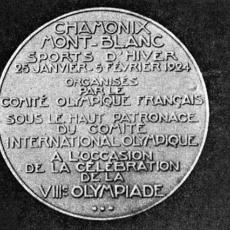 CHAMONIX
MONT-BLANC
SPORTS D'HIVER
25 JANVIER-5 FEVRIER 1924
ORGANISÉS
PAR LE
COMITÉ OLYMPIQUE FRANÇAIS
SOUS LE HAUT PATRONAGE
DU COMITÉ
INTERNATIONAL OLYMPIQUE
A L'OCCASION
DE LA CÉLÉBRATION
DE LA
VIIIE OLYMPIADE